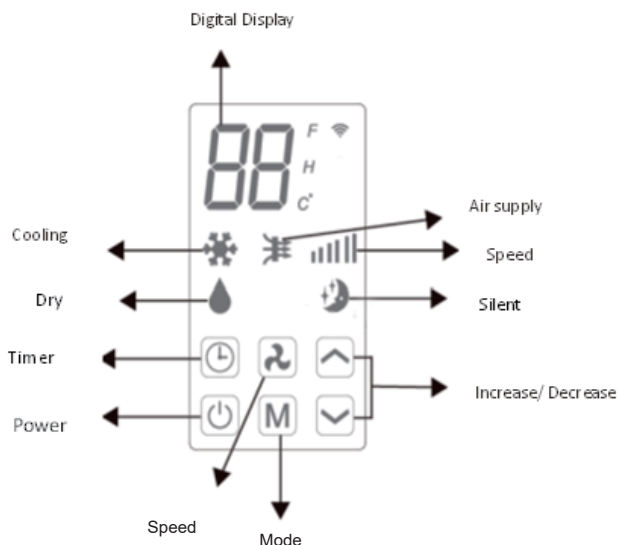 Digital Display
88
F
H
C°
Air supply
Cooling
Speed
Dry
Silent
Timer
Increase/ Decrease
Power
M
Speed
Mode